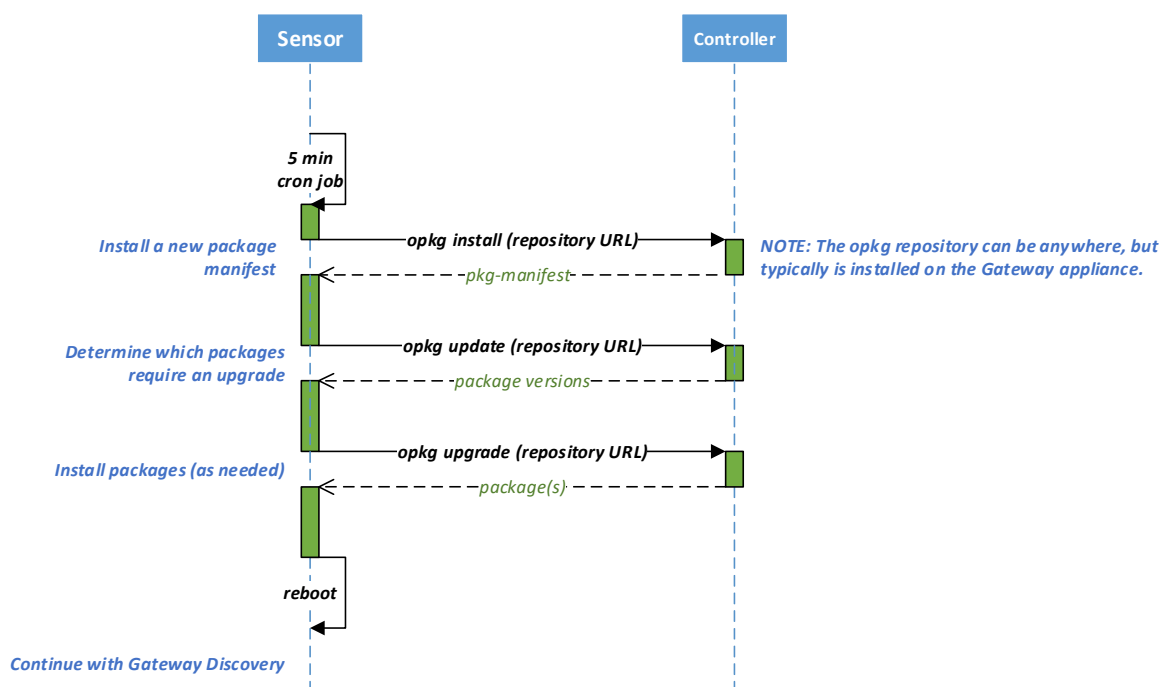 Sensor
Controller
5 min
cron job
Install a new package
manifest
opkg install (repository URL)
NOTE: The opkg repository can be anywhere, but
typically is installed on the Gateway appliance.
pkg-manifest
Determine which packages
require an upgrade
opkg update (repository URL)
package versions
opkg upgrade (repository URL)
Install packages (as needed)
package(s)
reboot
Continue with Gateway Discovery